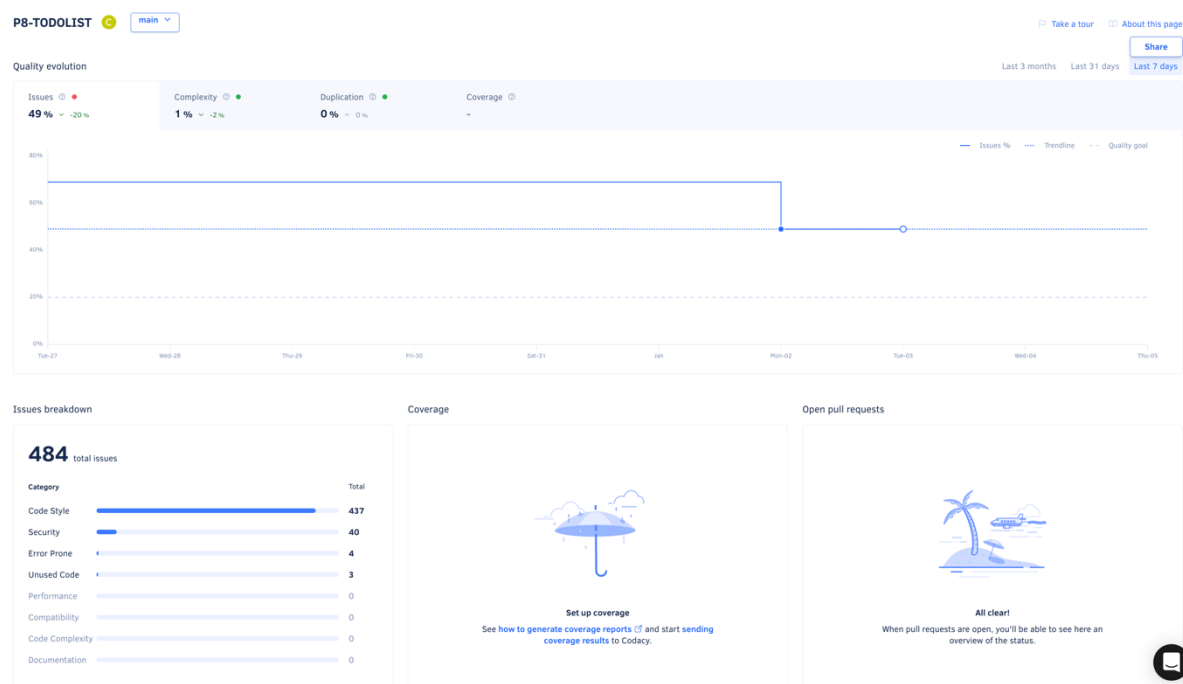 P8-TODOLIST C main
Take a tour About this page
Share
Quality evolution Last 3 months Last 31 days Last 7 days
Issues Complexity Duplication Coverage
49 % -20 % 1 % -2 % 0 % 0 % -
Issues % Trendline Quality goal
80%
60%
40%
20%
0%
Tue-27 Wed-28 Thu-29 Fri-30 Sat-31 Jan Mon-02 Tue-03 Wed-04 Thu-05
Issues breakdown
484 total issues
Category Total
Code Style 437
Security 40
Error Prone 4
Unused Code 3
Performance 0
Compatibility 0
Code Complexity 0
Documentation 0
Coverage
Set up coverage
See how to generate coverage reports and start sending
coverage results to Codacy.
Open pull requests
All clear!
When pull requests are open, you'll be able to see here an
overview of the status.